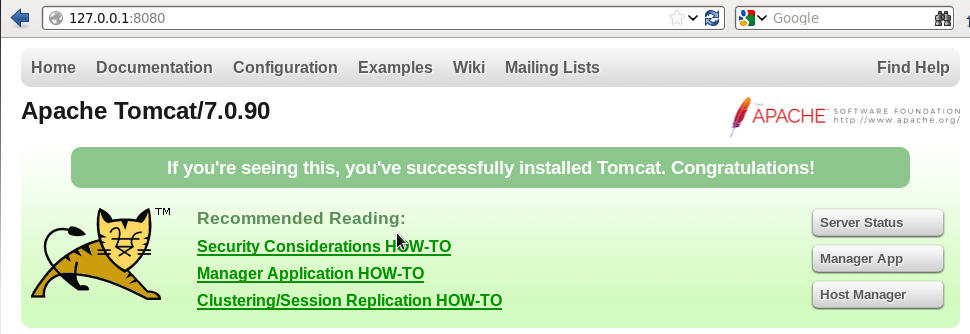 127.0.0.1:8080
Google
Home Documentation Configuration Examples Wiki Mailing Lists Find Help
Apache Tomcat/7.0.90
THE
APACHE SOFTWARE FOUNDATION
http://www.apache.org/
If you're seeing this, you've successfully installed Tomcat. Congratulations!
TM
Recommended Reading:
Security Considerations HOW-TO
Manager Application HOW-TO
Clustering/Session Replication HOW-TO
Server Status
Manager App
Host Manager